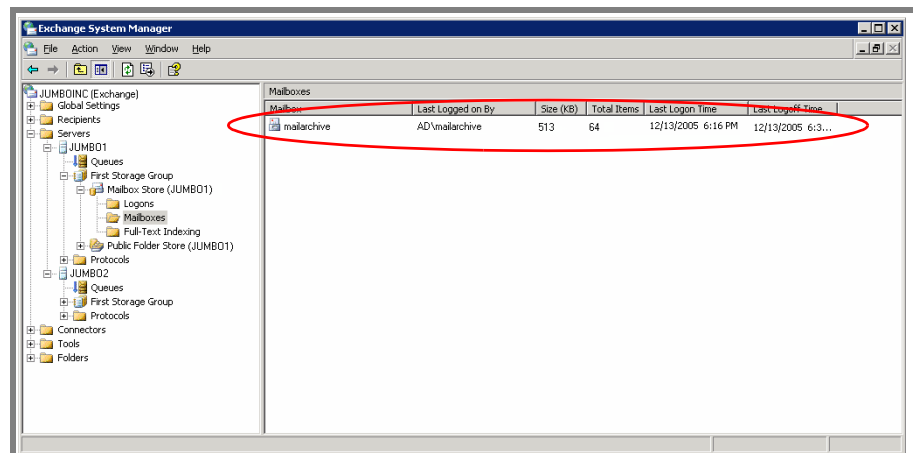 Exchange System Manager
File Action View Window Help
JUMBOINC (Exchange)
Global Settings
Recipients
Servers
JUMBO1
Queues
First Storage Group
Mailbox Store (JUMBO1)
Logons
Mailboxes
Full-Text Indexing
Public Folder Store (JUMBO1)
Protocols
JUMBO2
Queues
First Storage Group
Protocols
Connectors
Tools
Folders
Mailboxes
Mailbox Last Logged on By Size (KB) Total Items Last Logon Time Last Logoff Time
mailarchive AD\mailarchive 513 64 12/13/2005 6:16 PM 12/13/2005 6:3...